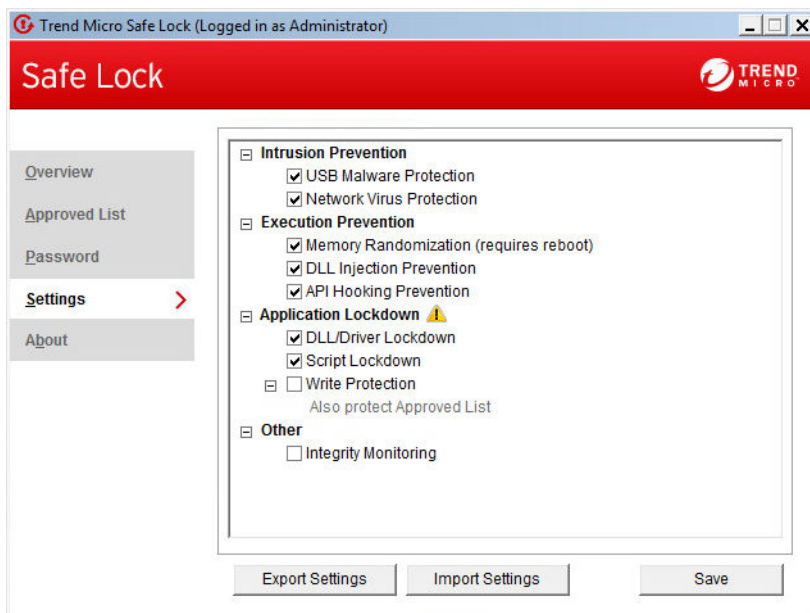 Trend Micro Safe Lock (Logged in as Administrator)
Safe Lock
TREND
MICRO
Overview
Approved List
Password
Settings
About
Intrusion Prevention
USB Malware Protection
Network Virus Protection
Execution Prevention
Memory Randomization (requires reboot)
DLL Injection Prevention
API Hooking Prevention
Application Lockdown
DLL/Driver Lockdown
Script Lockdown
Write Protection
Also protect Approved List
Other
Integrity Monitoring
Export Settings
Import Settings
Save